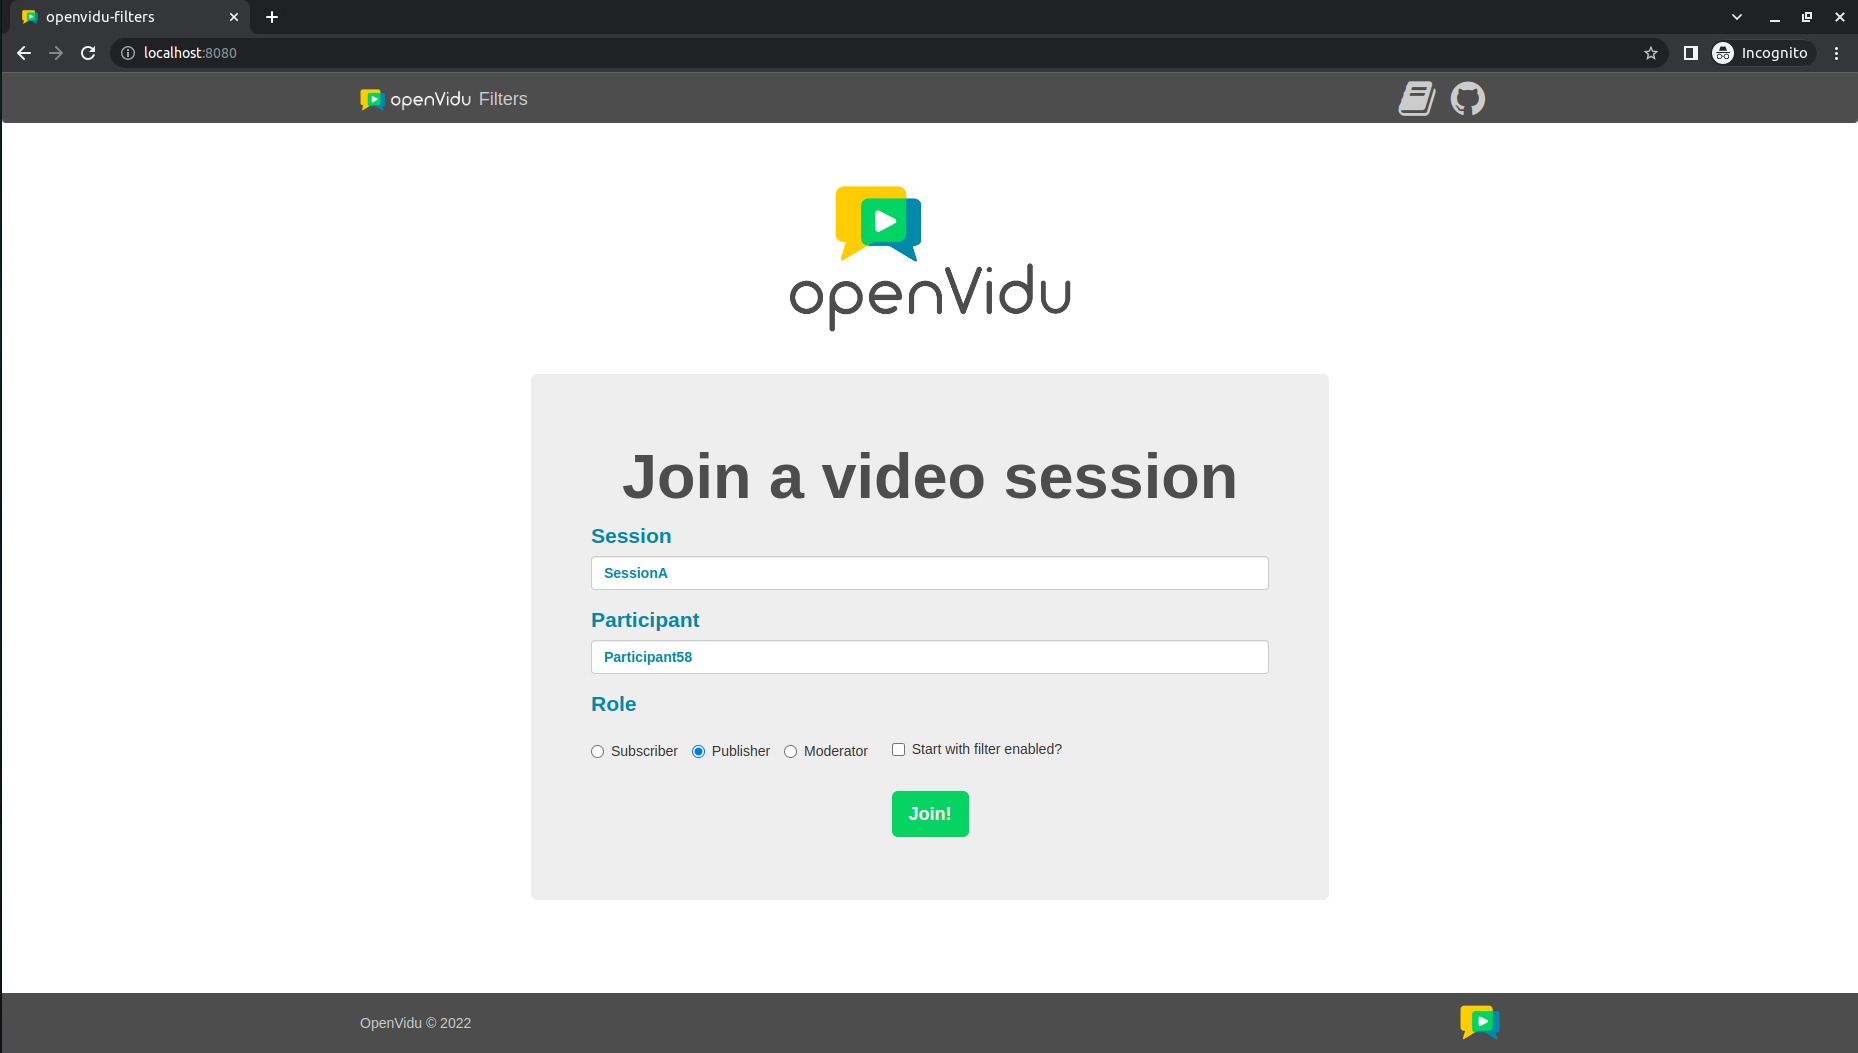 openvidu-filters
localhost:8080
Incognito
openVidu Filters
openVidu
Join a video session
Session
SessionA
Participant
Participant58
Role
Subscriber Publisher Moderator Start with filter enabled?
Join!
OpenVidu © 2022